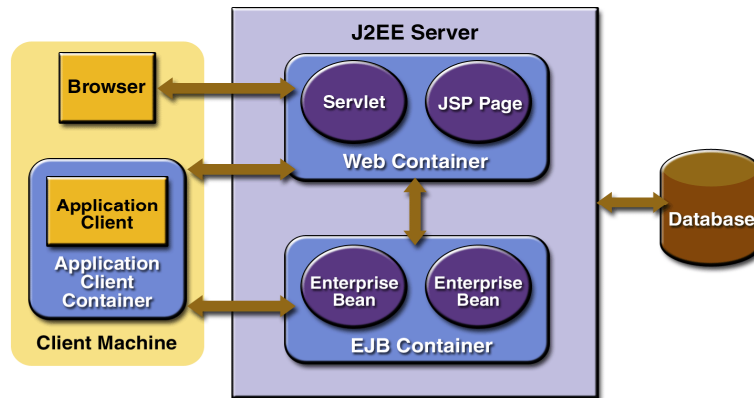 J2EE Server
Browser
Servlet
JSP Page
Web Container
Application
Client
Application
Client
Container
Client Machine
Enterprise
Bean
Enterprise
Bean
EJB Container
Database